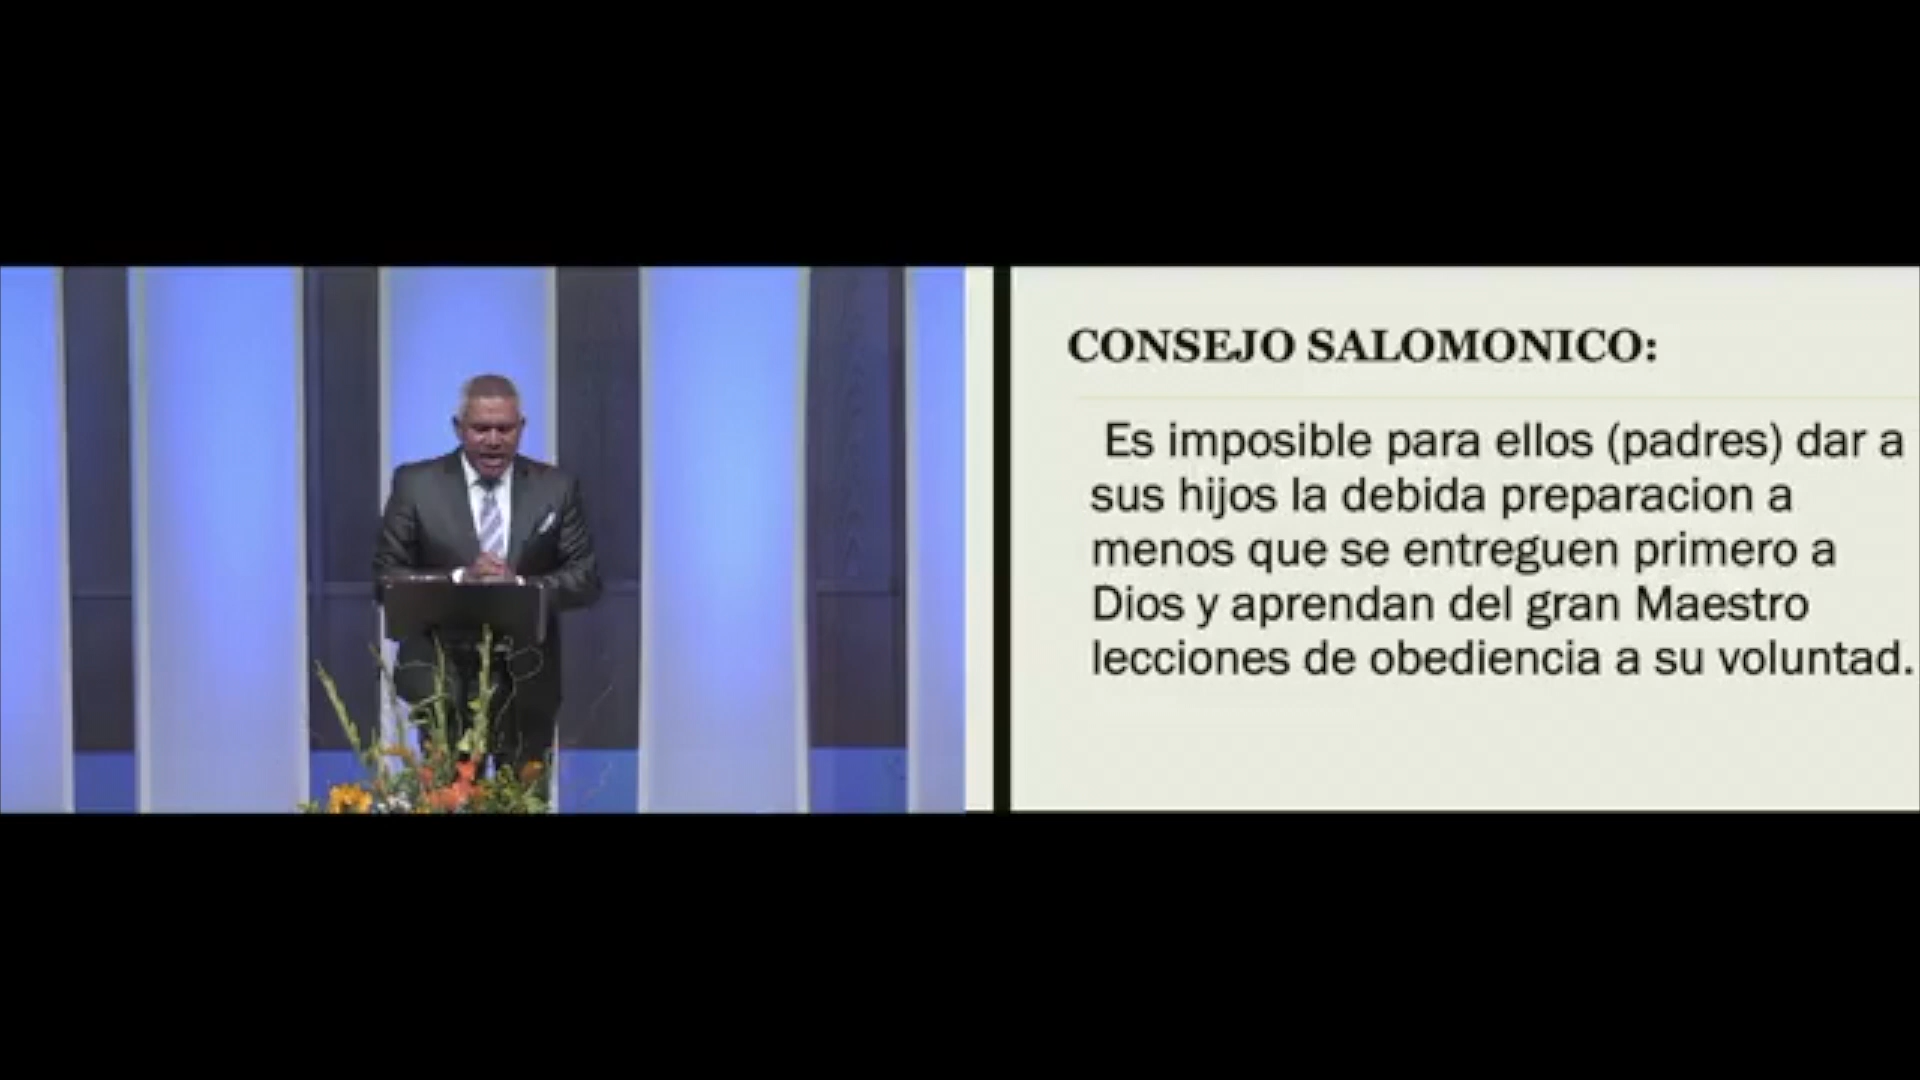 CONSEJO SALOMONICO:
Es imposible para ellos (padres) dar a
sus hijos la debida preparacion a
menos que se entreguen primero a
Dios y aprendan del gran Maestro
lecciones de obediencia a su voluntad.